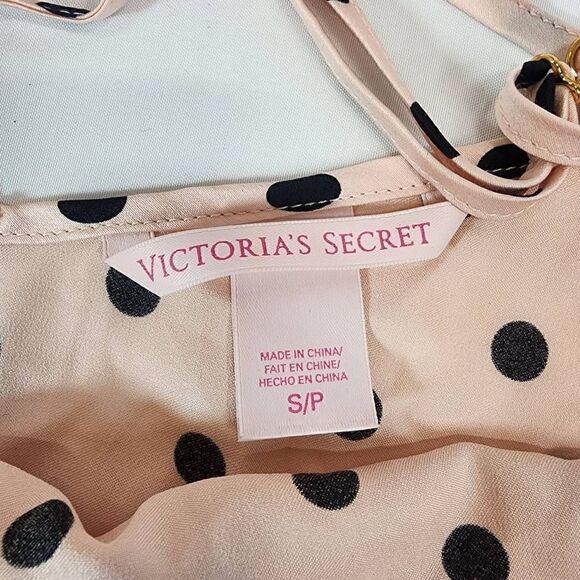 VICTORIA'S SECRET
MADE IN CHINA/
FAIT EN CHINE/
HECHO EN CHINA
S/P